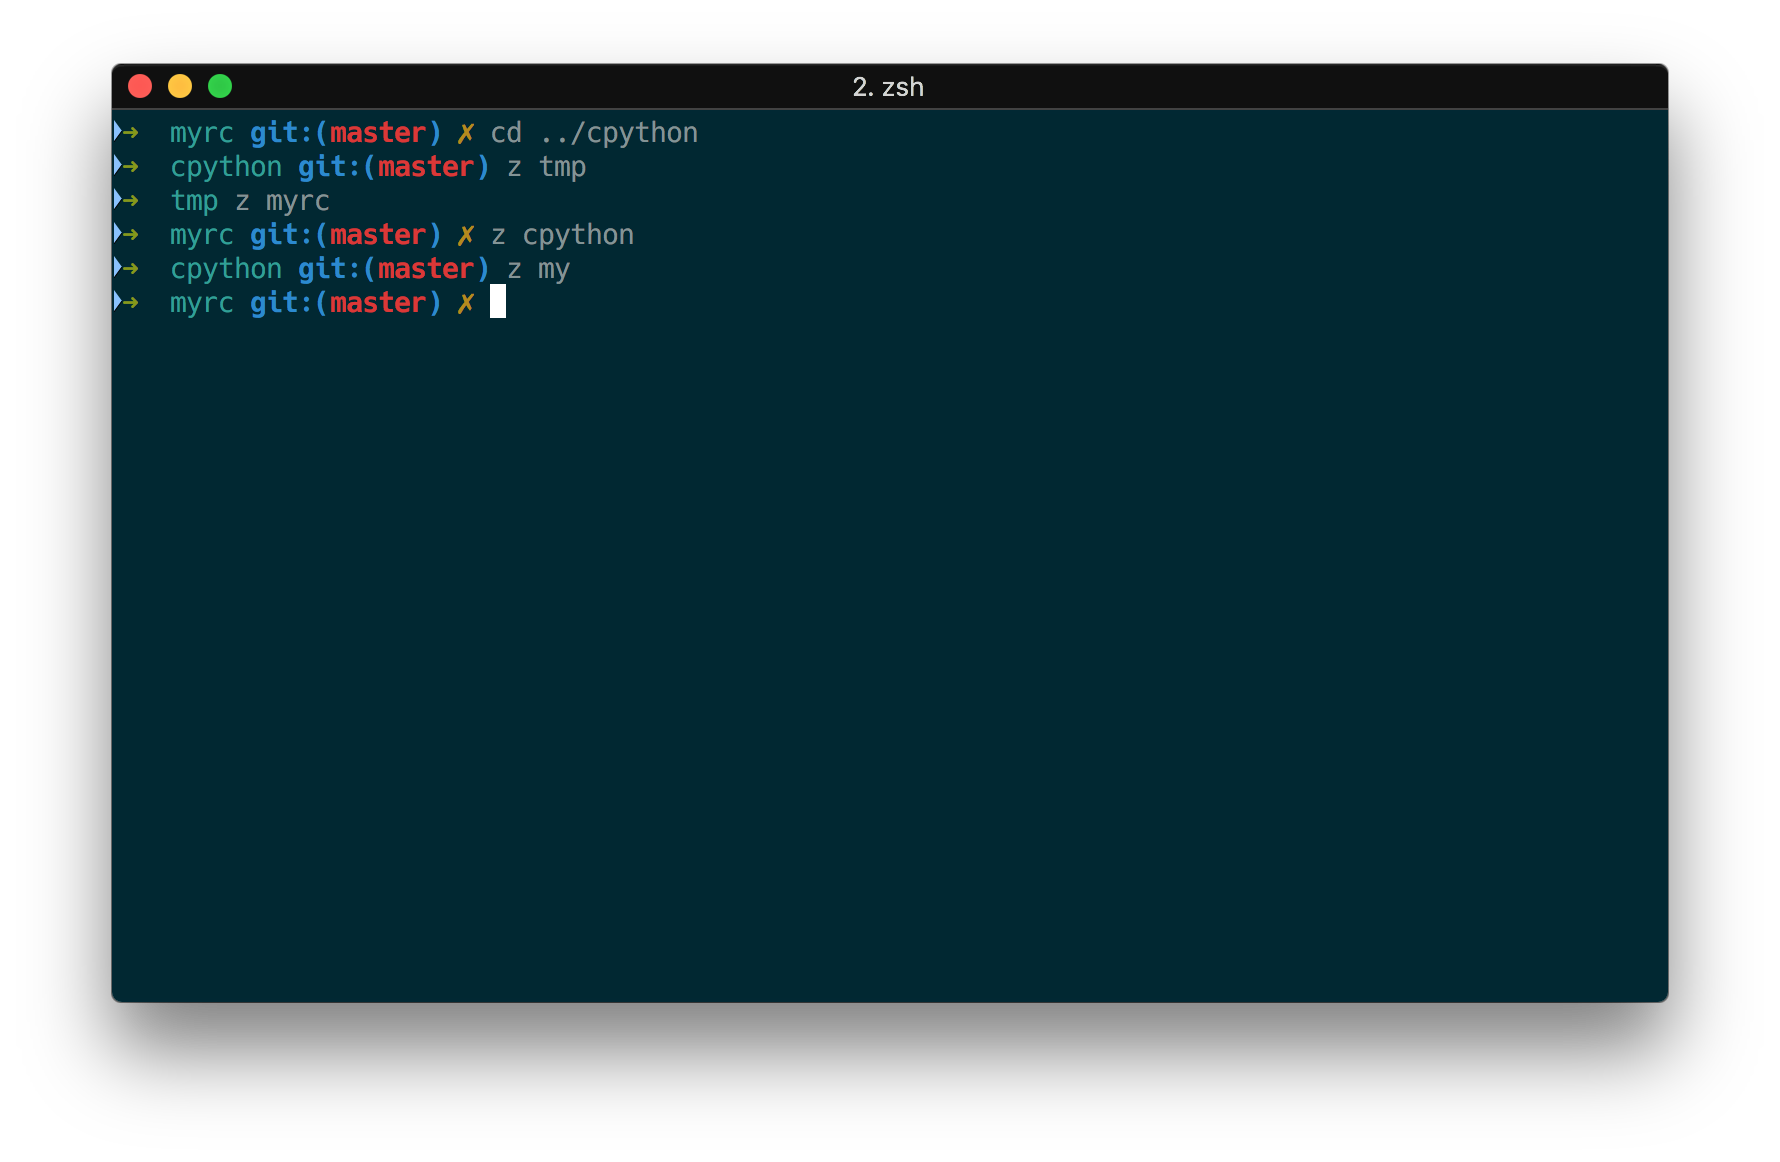 2. zsh
➜ myrc git:(master) ✗ cd ../cpython
➜ cpython git:(master) z tmp
➜ tmp z myrc
➜ myrc git:(master) ✗ z cpython
➜ cpython git:(master) z my
➜ myrc git:(master) ✗